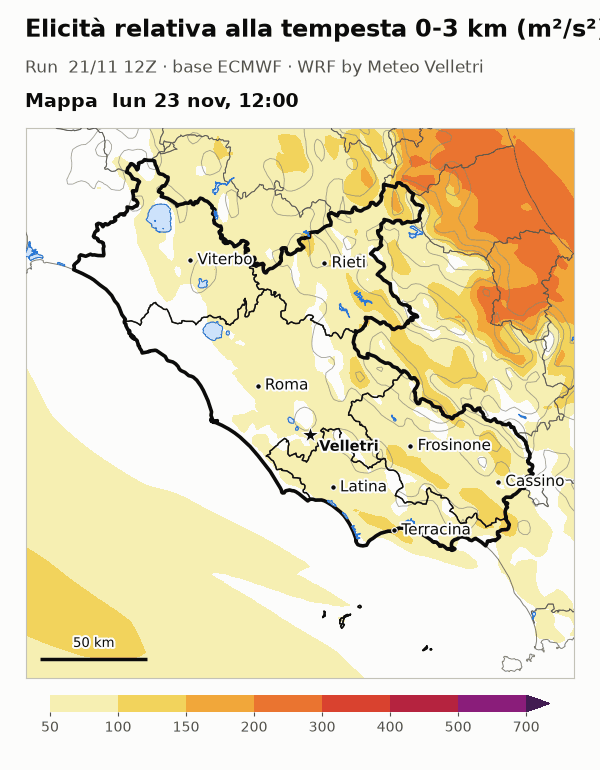 Elicità relativa alla tempesta 0-3 km (m²/s²)
Run 21/11 12Z · base ECMWF · WRF by Meteo Velletri
Mappa lun 23 nov, 12:00
Viterbo
Rieti
Roma
Velletri
Frosinone
Latina
Cassino
Terracina
50 km
50 100 150 200 300 400 500 700